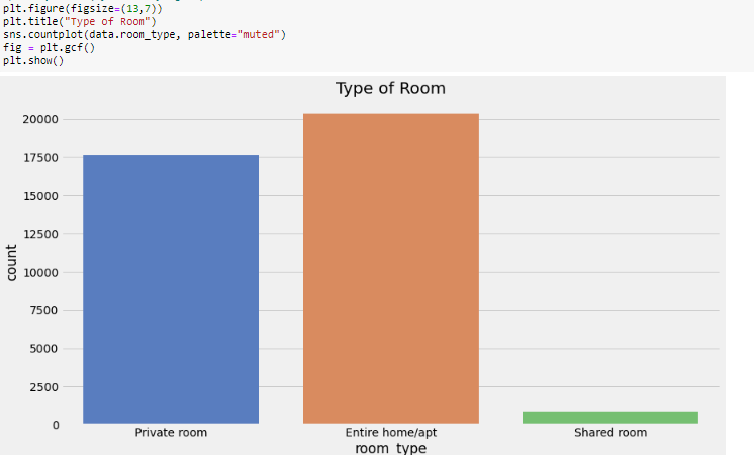 plt.figure(figsize=(13,7))
plt.title("Type of Room")
sns.countplot(data.room_type, palette="muted")
fig = plt.gcf()
plt.show()
Type of Room
20000
17500
15000
12500
10000
7500
5000
2500
0
count
Private room
Entire home/apt
Shared room
room_type